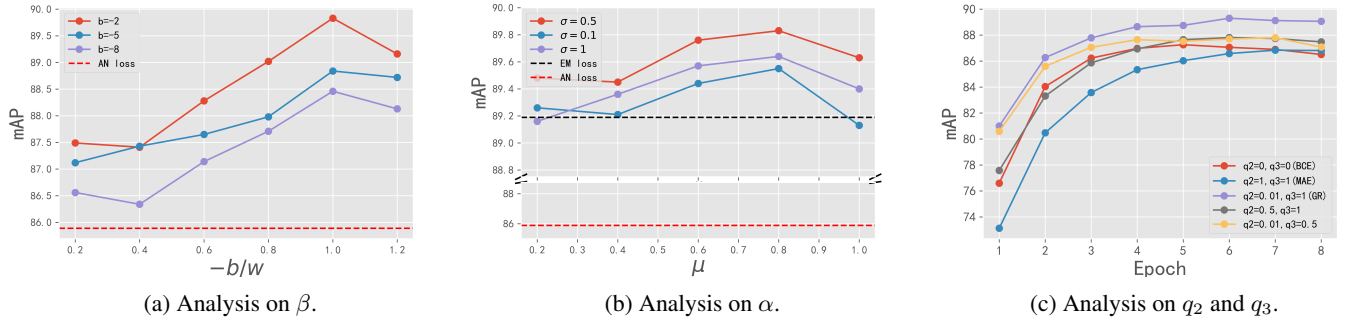 90.0
89.5
89.0
88.5
88.0
87.5
87.0
86.5
86.0
mAP
b=-2
b=-5
b=-8
AN loss
0.2 0.4 0.6 0.8 1.0 1.2
−b/w
(a) Analysis on β.
90.0
89.8
89.6
89.4
89.2
89.0
88.8
88
86
mAP
σ = 0.5
σ = 0.1
σ = 1
EM loss
AN loss
0.2 0.3 0.4 0.5 0.6 0.7 0.8 0.9 1.0
μ
(b) Analysis on α.
90
88
86
84
82
80
78
76
74
mAP
q2=0, q3=0(BCE)
q2=1, q3=1(MAE)
q2=0.01, q3=1(GR)
q2=0.5, q3=1
q2=0.01, q3=0.5
1 2 3 4 5 6 7 8
Epoch
(c) Analysis on q₂ and q₃.